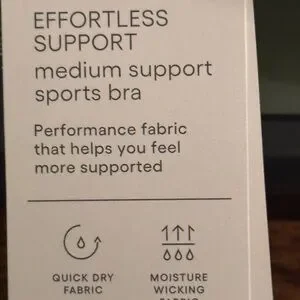 EFFORTLESS
SUPPORT
medium support
sports bra
Performance fabric
that helps you feel
more supported
QUICK DRY
FABRIC
MOISTURE
WICKING
FABRIC